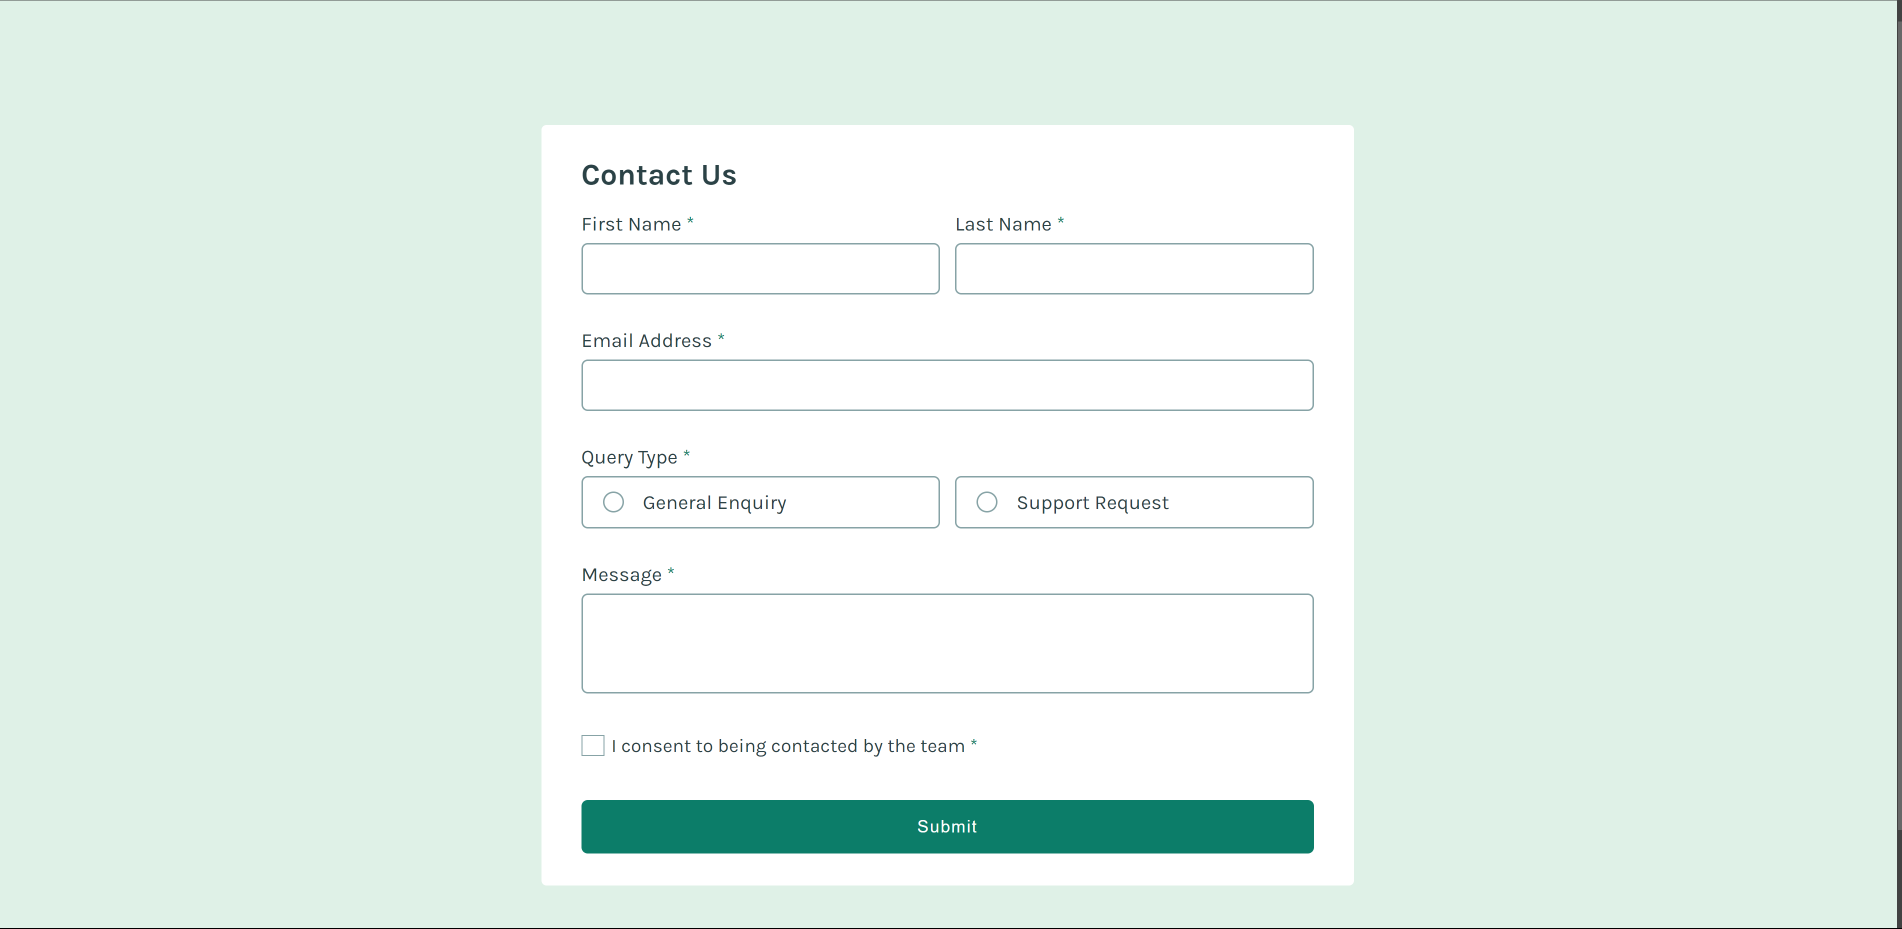 Contact Us
First Name * Last Name *
Email Address *
Query Type *
General Enquiry Support Request
Message *
I consent to being contacted by the team *
Submit